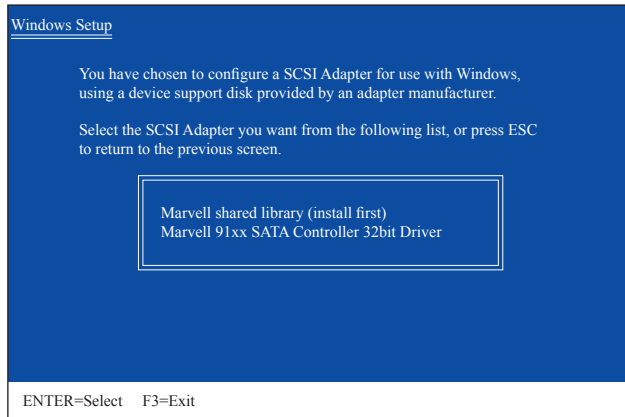 Windows Setup
You have chosen to configure a SCSI Adapter for use with Windows,
using a device support disk provided by an adapter manufacturer.
Select the SCSI Adapter you want from the following list, or press ESC
to return to the previous screen.
Marvell shared library (install first)
Marvell 91xx SATA Controller 32bit Driver
ENTER=Select F3=Exit